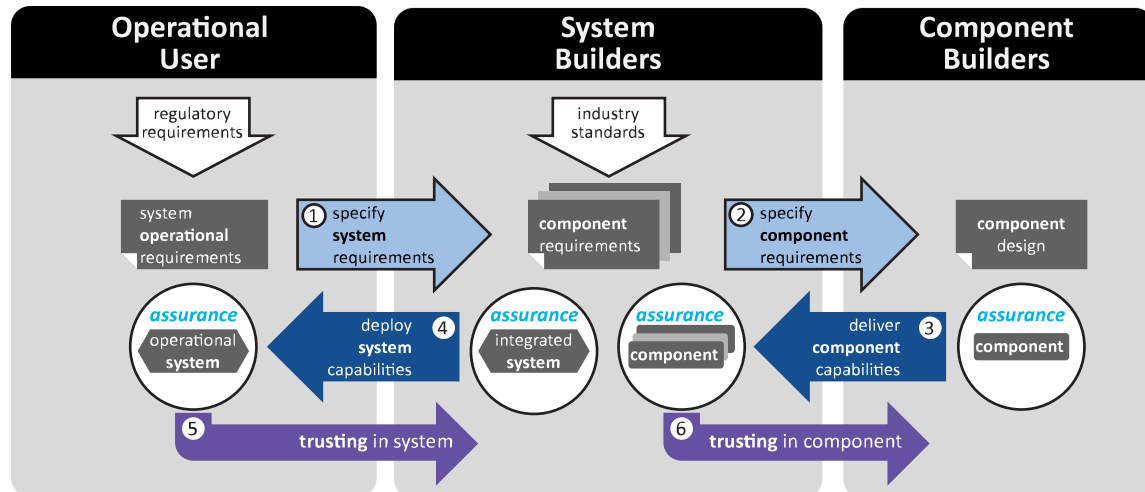 Operational
User
System
Builders
Component
Builders
regulatory
requirements
industry
standards
system
operational
requirements
1
specify
system
requirements
component
requirements
2
specify
component
requirements
component
design
assurance
operational
system
deploy
system
capabilities
4
assurance
integrated
system
assurance
component
deliver
component
capabilities
3
assurance
component
5
trusting in system
6
trusting in component